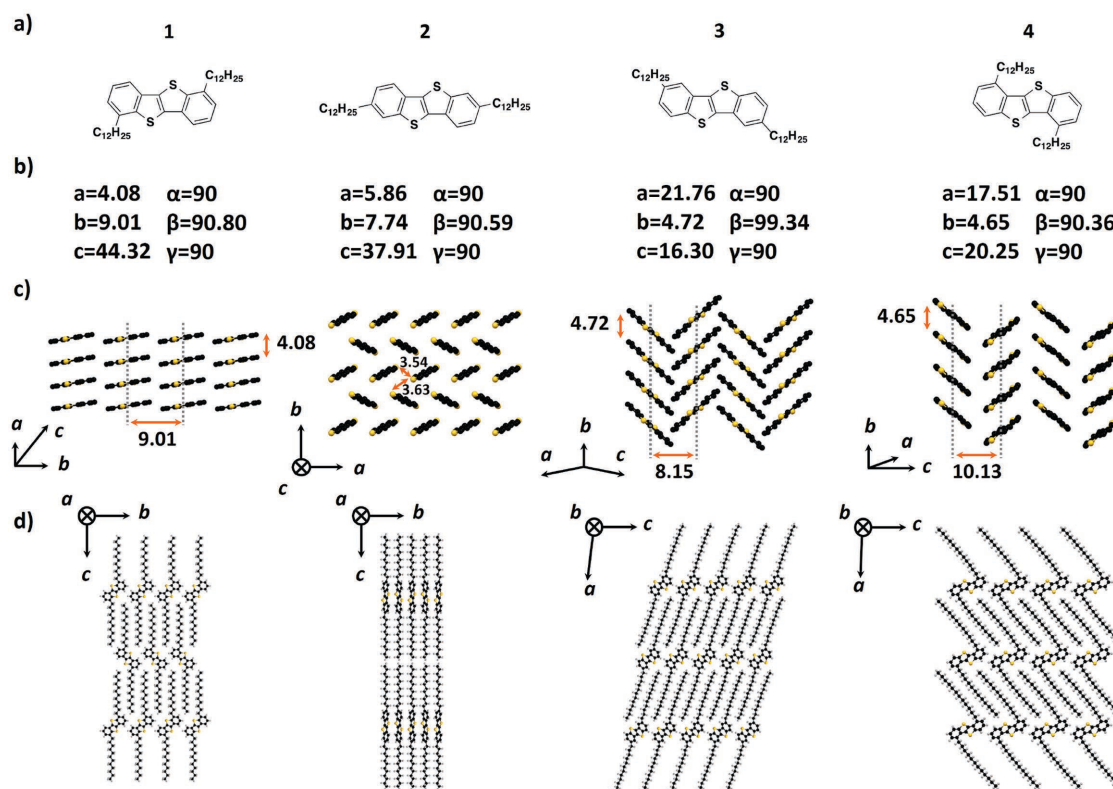 a)
1 2 3 4
C12H25 C12H25 C12H25 C12H25
S S S S
S S S S
C12H25 C12H25 C12H25 C12H25
b)
a=4.08 α=90 a=5.86 α=90 a=21.76 α=90 a=17.51 α=90
b=9.01 β=90.80 b=7.74 β=90.59 b=4.72 β=99.34 b=4.65 β=90.36
c=44.32 γ=90 c=37.91 γ=90 c=16.30 γ=90 c=20.25 γ=90
c)
4.08
9.01
a c b
3.54
3.63
b c a
4.72
8.15
b a c
4.65
10.13
b a c
d)
a b c
a b c
b c a
b c a